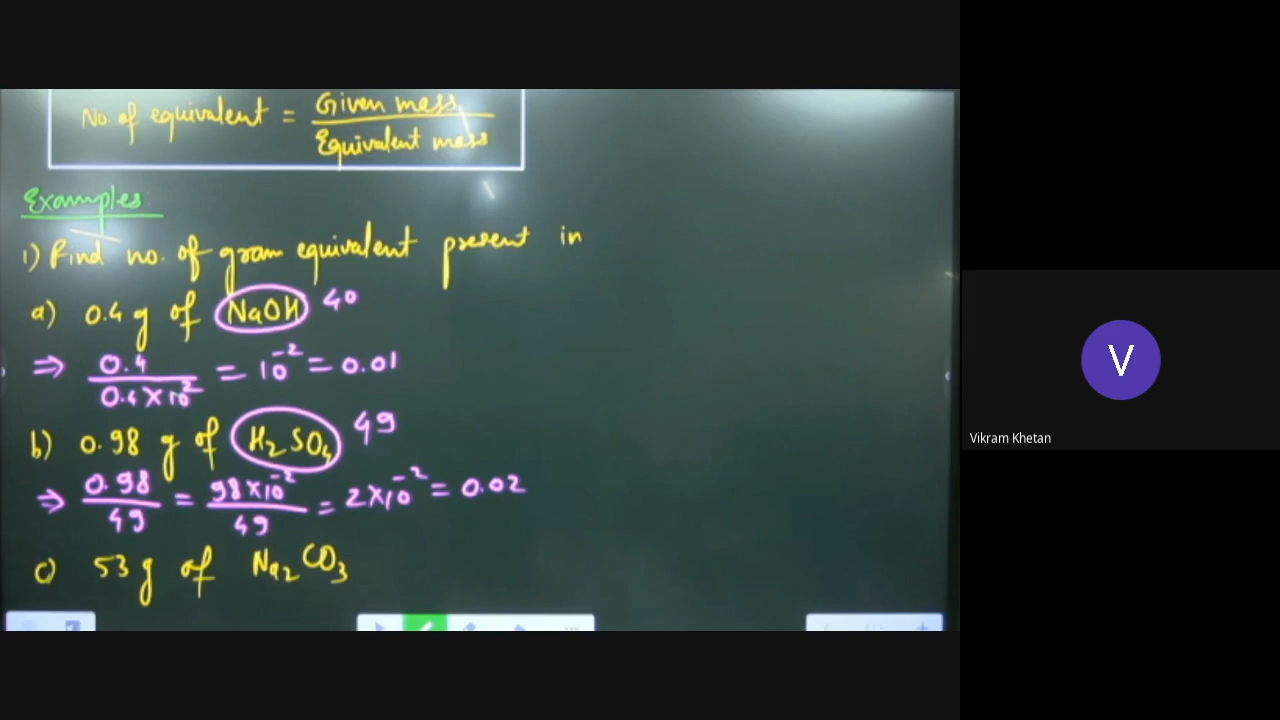 No. of equivalent = Given mass / Equivalent mass
Examples
1) Find no. of gram equivalent present in
a) 0.4 g of NaOH 40
⇒ 0.4 / 0.4 × 10² = 10⁻² = 0.01
b) 0.98 g of H₂SO₄ 49
⇒ 0.98 / 49 = 98 × 10⁻² / 49 = 2 × 10⁻² = 0.02
c) 53 g of Na₂CO₃
V
Vikram Khetan